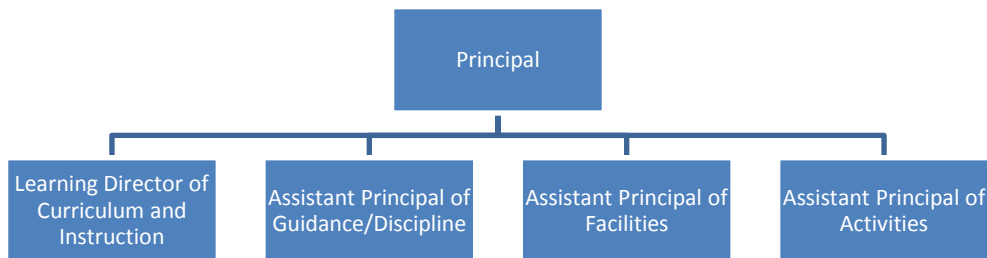 Principal
Learning Director of
Curriculum and
Instruction
Assistant Principal of
Guidance/Discipline
Assistant Principal of
Facilities
Assistant Principal of
Activities